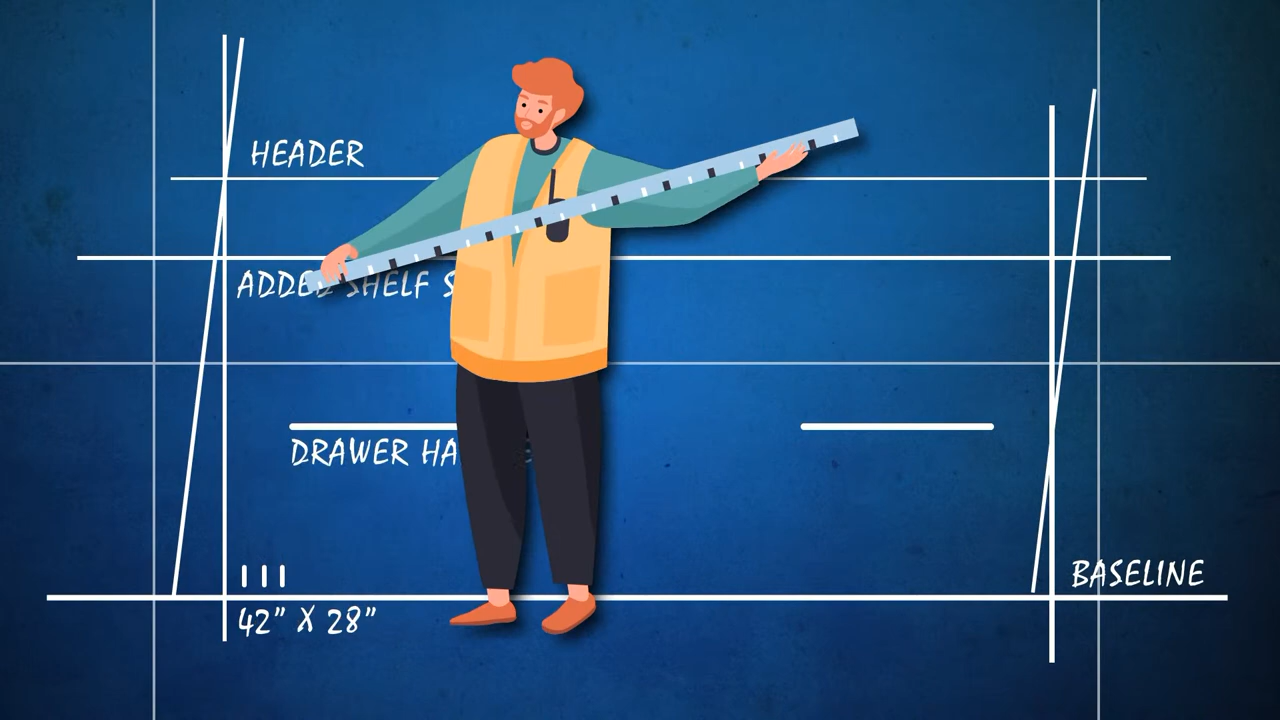 HEADER
ADDED SHELF
DRAWER
42” X 28”
BASELINE